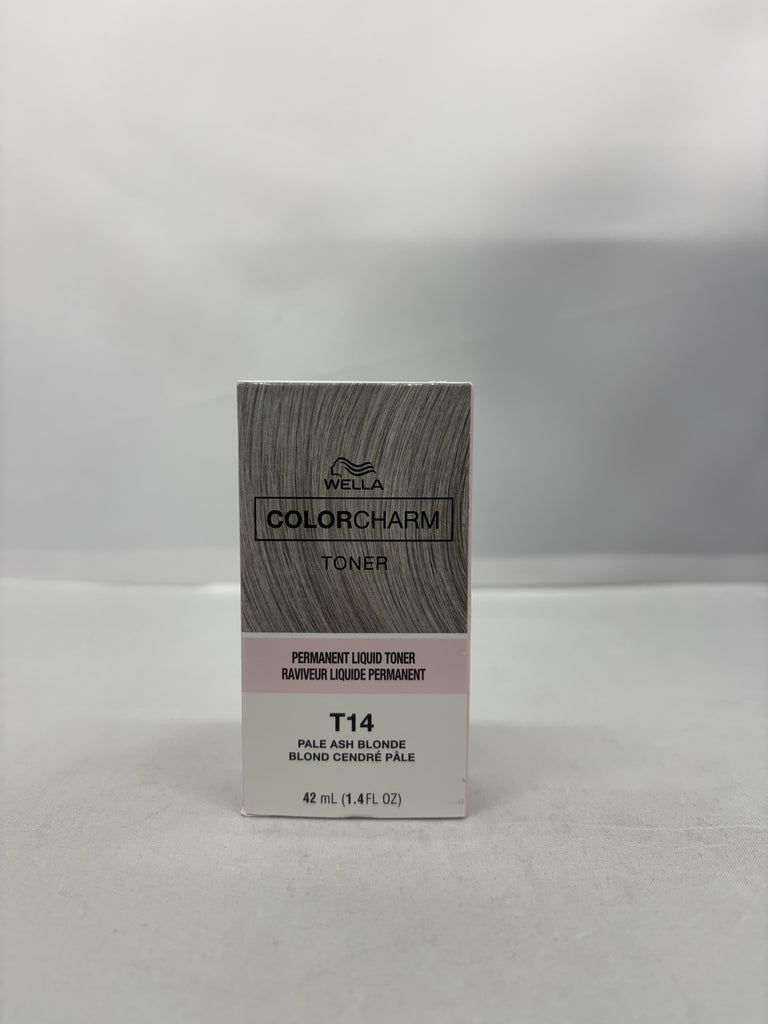 WELLA
COLORCHARM
TONER
PERMANENT LIQUID TONER
RAVIVEUR LIQUIDE PERMANENT
T14
PALE ASH BLONDE
BLOND CENDRÉ PÂLE
42 mL (1.4FL OZ)